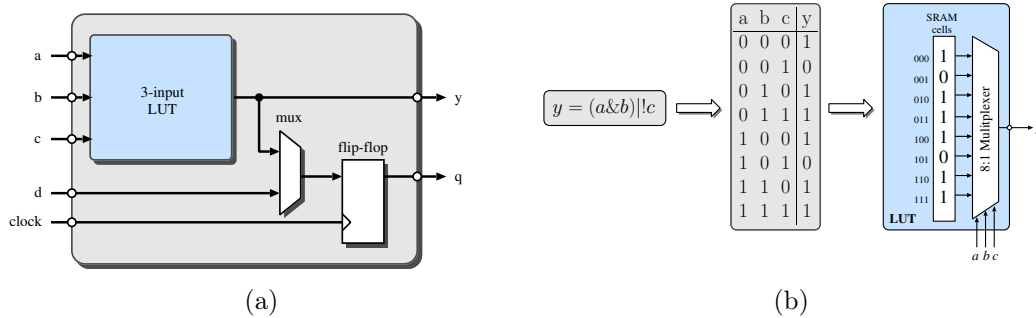 a
b
c
d
clock
3-input
LUT
mux
flip-flop
y
q
(a)
y = (a&b)|!c
a b c y
0 0 0 1
0 0 1 0
0 1 0 1
0 1 1 1
1 0 0 1
1 0 1 0
1 1 0 1
1 1 1 1
SRAM
cells
000 1
001 0
010 1
011 1
100 1
101 0
110 1
111 1
8:1 Mulitplexer
LUT
a b c
(b)